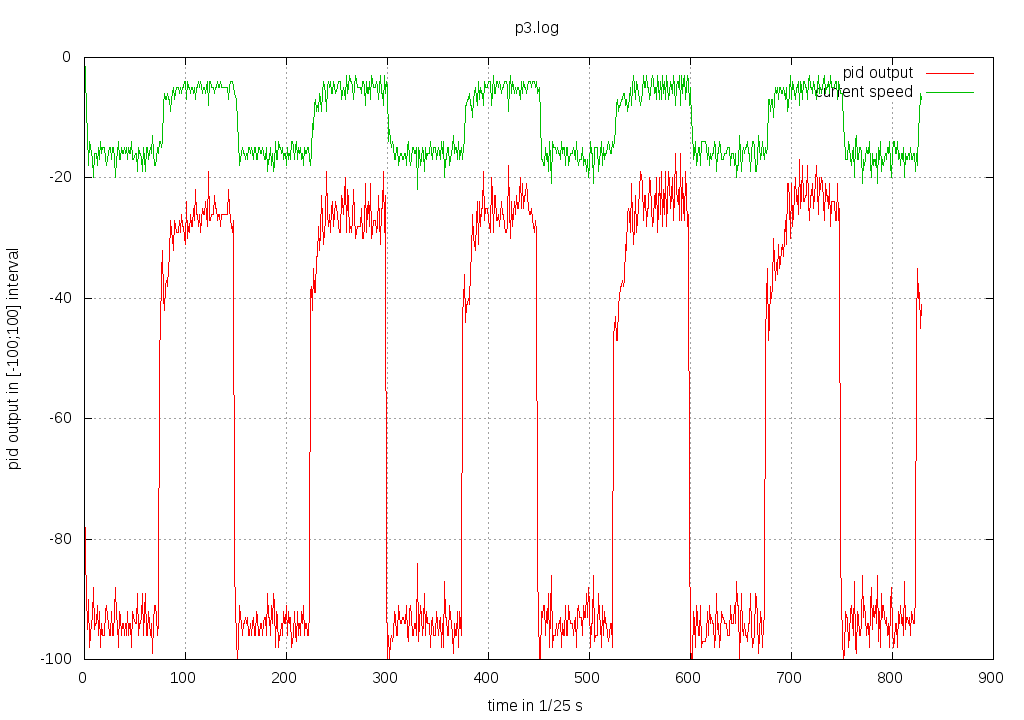 p3.log
pid output
current speed
0
-20
-40
-60
-80
-100
pid output in [-100;100] interval
0 100 200 300 400 500 600 700 800 900
time in 1/25 s